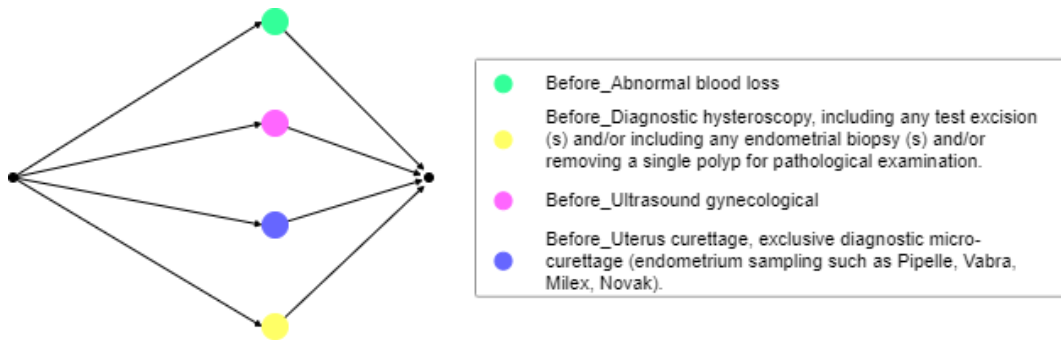 Before_Abnormal blood loss
Before_Diagnostic hysteroscopy, including any test excision
(s) and/or including any endometrial biopsy (s) and/or
removing a single polyp for pathological examination.
Before_Ultrasound gynecological
Before_Uterus curettage, exclusive diagnostic micro-
curettage (endometrium sampling such as Pipelle, Vabra,
Milex, Novak).